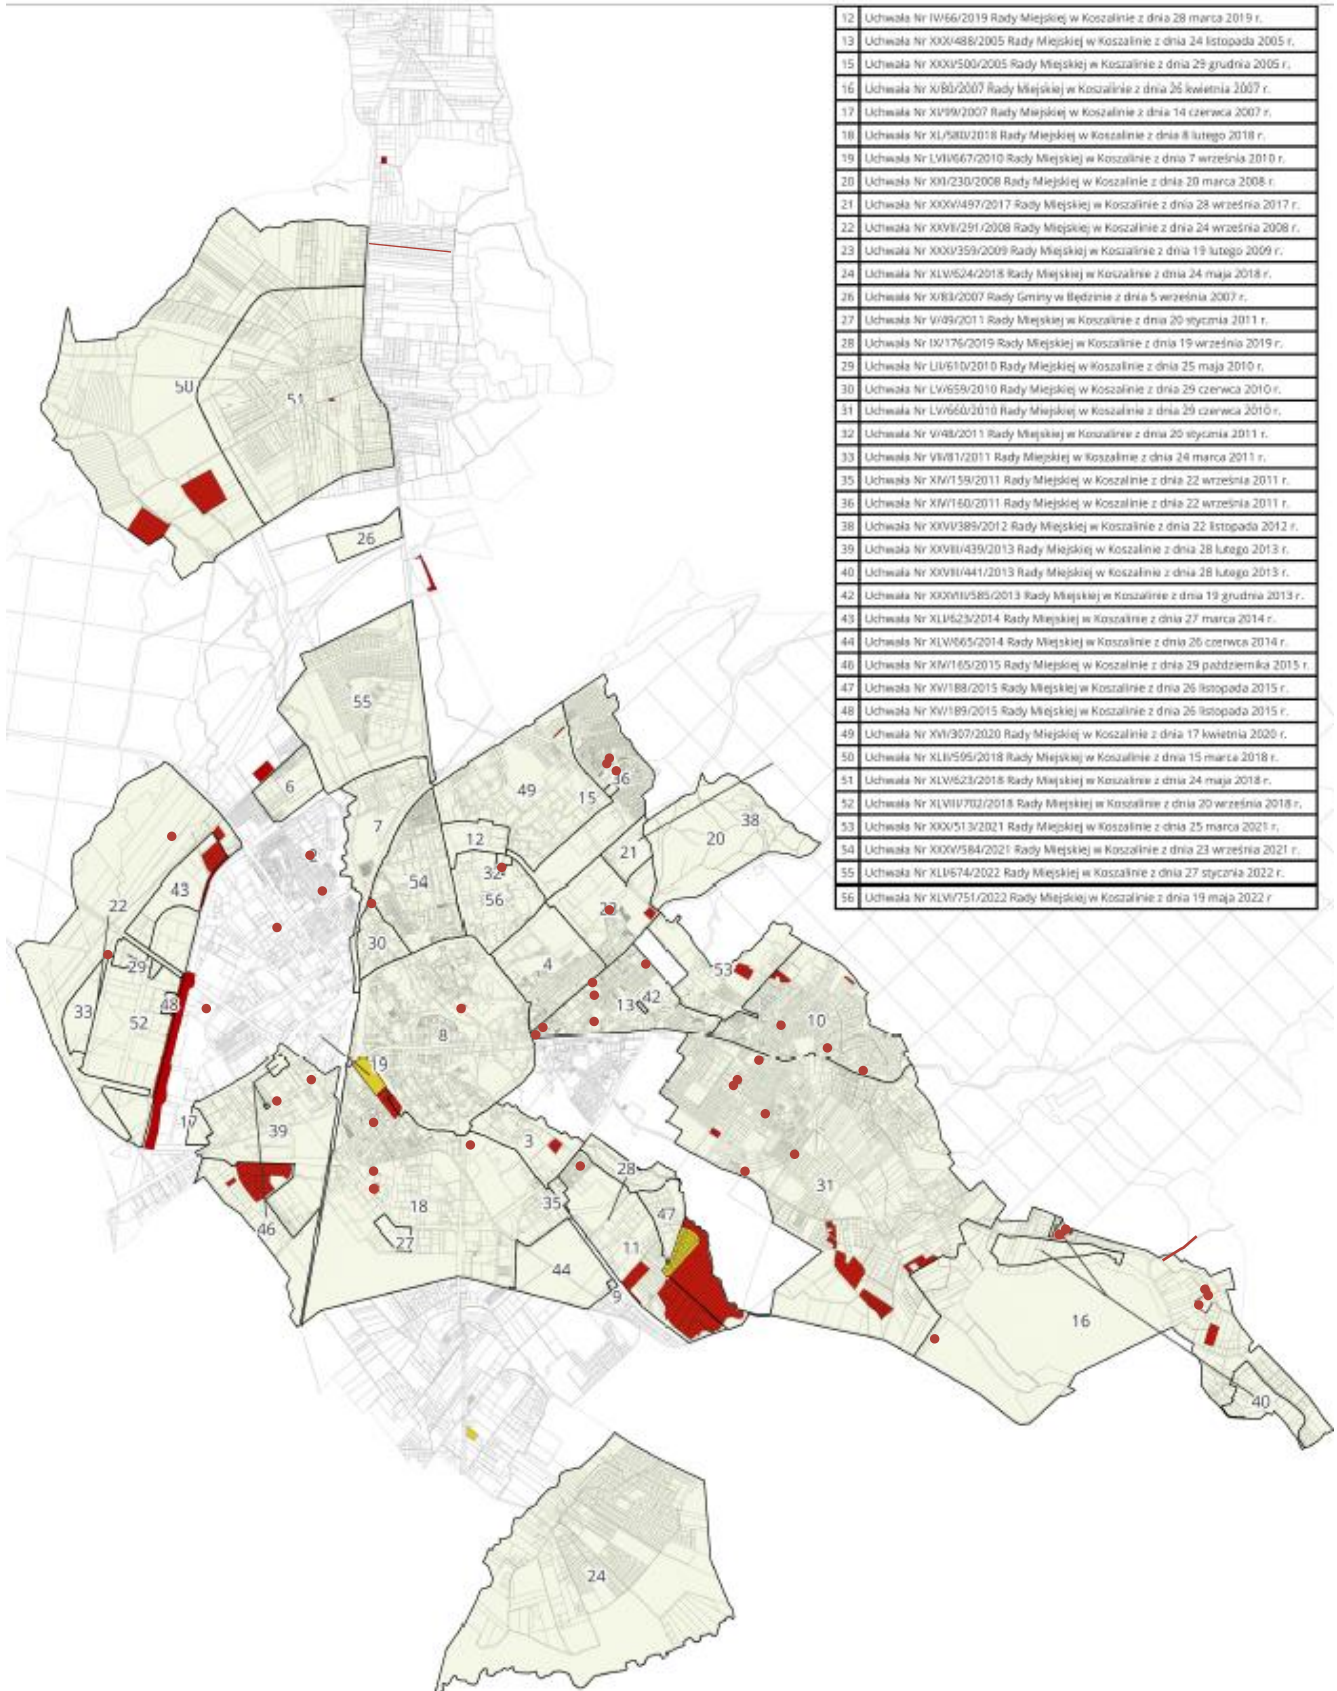 12 Uchwała Nr IV/66/2019 Rady Miejskiej w Koszalinie z dnia 28 marca 2019 r.
13 Uchwała Nr XXX/488/2005 Rady Miejskiej w Koszalinie z dnia 24 listopada 2005 r.
15 Uchwała Nr XXXI/500/2005 Rady Miejskiej w Koszalinie z dnia 29 grudnia 2005 r.
16 Uchwała Nr X/80/2007 Rady Miejskiej w Koszalinie z dnia 26 kwietnia 2007 r.
17 Uchwała Nr XI/99/2007 Rady Miejskiej w Koszalinie z dnia 14 czerwca 2007 r.
18 Uchwała Nr XL/580/2018 Rady Miejskiej w Koszalinie z dnia 8 lutego 2018 r.
19 Uchwała Nr LVII/667/2010 Rady Miejskiej w Koszalinie z dnia 7 września 2010 r.
20 Uchwała Nr XXI/230/2008 Rady Miejskiej w Koszalinie z dnia 20 marca 2008 r.
21 Uchwała Nr XXXV/497/2017 Rady Miejskiej w Koszalinie z dnia 28 września 2017 r.
22 Uchwała Nr XXVII/291/2008 Rady Miejskiej w Koszalinie z dnia 24 września 2008 r.
23 Uchwała Nr XXXI/359/2009 Rady Miejskiej w Koszalinie z dnia 19 lutego 2009 r.
24 Uchwała Nr XLV/624/2018 Rady Miejskiej w Koszalinie z dnia 24 maja 2018 r.
26 Uchwała Nr X/83/2007 Rady Gminy w Będzinie z dnia 5 września 2007 r.
27 Uchwała Nr V/49/2011 Rady Miejskiej w Koszalinie z dnia 20 stycznia 2011 r.
28 Uchwała Nr IX/176/2019 Rady Miejskiej w Koszalinie z dnia 19 września 2019 r.
29 Uchwała Nr LII/610/2010 Rady Miejskiej w Koszalinie z dnia 25 maja 2010 r.
30 Uchwała Nr LV/659/2010 Rady Miejskiej w Koszalinie z dnia 29 czerwca 2010 r.
31 Uchwała Nr LV/660/2010 Rady Miejskiej w Koszalinie z dnia 29 czerwca 2010 r.
32 Uchwała Nr V/48/2011 Rady Miejskiej w Koszalinie z dnia 20 stycznia 2011 r.
33 Uchwała Nr VII/81/2011 Rady Miejskiej w Koszalinie z dnia 24 marca 2011 r.
35 Uchwała Nr XIV/159/2011 Rady Miejskiej w Koszalinie z dnia 22 września 2011 r.
36 Uchwała Nr XIV/160/2011 Rady Miejskiej w Koszalinie z dnia 22 września 2011 r.
38 Uchwała Nr XXVI/389/2012 Rady Miejskiej w Koszalinie z dnia 22 listopada 2012 r.
39 Uchwała Nr XXVIII/439/2013 Rady Miejskiej w Koszalinie z dnia 28 lutego 2013 r.
40 Uchwała Nr XXVIII/441/2013 Rady Miejskiej w Koszalinie z dnia 28 lutego 2013 r.
42 Uchwała Nr XXXVIII/585/2013 Rady Miejskiej w Koszalinie z dnia 19 grudnia 2013 r.
43 Uchwała Nr XLI/623/2014 Rady Miejskiej w Koszalinie z dnia 27 marca 2014 r.
44 Uchwała Nr XLV/665/2014 Rady Miejskiej w Koszalinie z dnia 26 czerwca 2014 r.
46 Uchwała Nr XIV/165/2015 Rady Miejskiej w Koszalinie z dnia 29 października 2015 r.
47 Uchwała Nr XV/188/2015 Rady Miejskiej w Koszalinie z dnia 26 listopada 2015 r.
48 Uchwała Nr XV/189/2015 Rady Miejskiej w Koszalinie z dnia 26 listopada 2015 r.
49 Uchwała Nr XVI/307/2020 Rady Miejskiej w Koszalinie z dnia 17 kwietnia 2020 r.
50 Uchwała Nr XLII/595/2018 Rady Miejskiej w Koszalinie z dnia 15 marca 2018 r.
51 Uchwała Nr XLV/623/2018 Rady Miejskiej w Koszalinie z dnia 24 maja 2018 r.
52 Uchwała Nr XLVIII/702/2018 Rady Miejskiej w Koszalinie z dnia 20 września 2018 r.
53 Uchwała Nr XXX/513/2021 Rady Miejskiej w Koszalinie z dnia 25 marca 2021 r.
54 Uchwała Nr XXXV/584/2021 Rady Miejskiej w Koszalinie z dnia 23 września 2021 r.
55 Uchwała Nr XLI/674/2022 Rady Miejskiej w Koszalinie z dnia 27 stycznia 2022 r.
56 Uchwała Nr XLVI/751/2022 Rady Miejskiej w Koszalinie z dnia 19 maja 2022 r
50
51
26
55
6
49
15
36
7
12
38
20
21
54
32
56
2
43
22
23
30
29
4
53
33
48
52
13
42
8
10
19
17
39
3
28
35
31
18
47
46
27
11
44
9
16
40
24